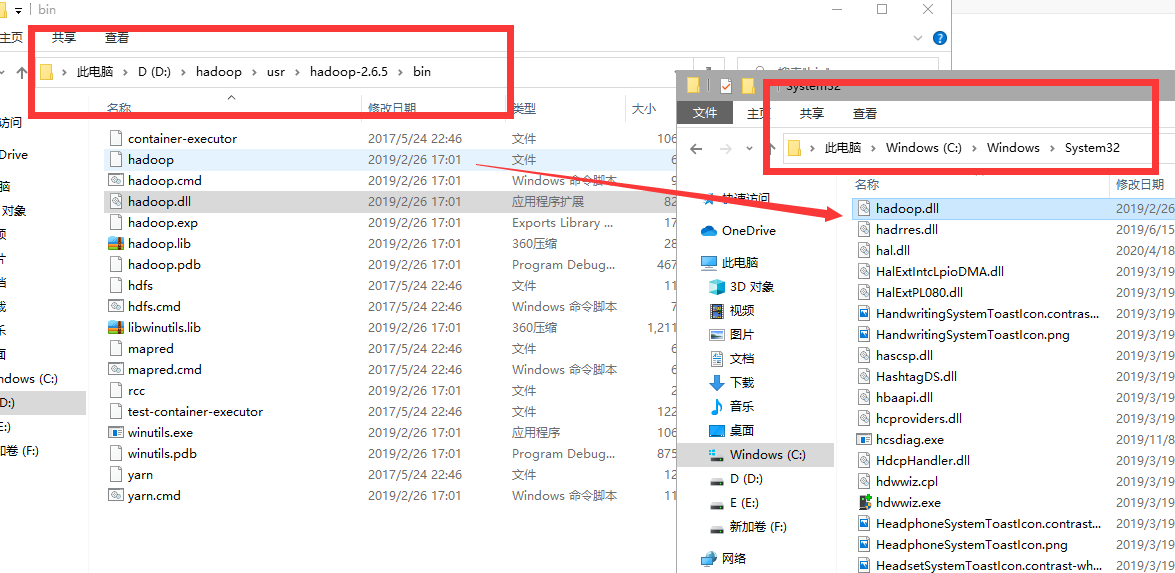 bin
主页 共享 查看
此电脑 D (D:) hadoop usr hadoop-2.6.5 bin
名称 修改日期 类型 大小
访问
Drive
脑
对象
ndows (C:)
D:)
E:)
加卷 (F:)
container-executor 2017/5/24 22:46 文件 106
hadoop 2019/2/26 17:01 文件 6
hadoop.cmd 2019/2/26 17:01 Windows 命令脚本 9
hadoop.dll 2019/2/26 17:01 应用程序扩展 82
hadoop.exp 2019/2/26 17:01 Exports Library ... 17
hadoop.lib 2019/2/26 17:01 360压缩 28
hadoop.pdb 2019/2/26 17:01 Program Debug... 467
hdfs 2017/5/24 22:46 文件 12
hdfs.cmd 2019/2/26 17:01 Windows 命令脚本 7
libwinutils.lib 2019/2/26 17:01 360压缩 1,211
mapred 2017/5/24 22:46 文件 6
mapred.cmd 2019/2/26 17:01 Windows 命令脚本 6
rcc 2019/2/26 17:01 文件 2
test-container-executor 2017/5/24 22:46 文件 122
winutils.exe 2019/2/26 17:01 应用程序 106
winutils.pdb 2019/2/26 17:01 Program Debug... 875
yarn 2017/5/24 22:46 文件 12
yarn.cmd 2019/2/26 17:01 Windows 命令脚本 11
System32
文件 主页 共享 查看
此电脑 Windows (C:) Windows System32
名称 修改日期
快速访问
OneDrive
此电脑
3D 对象
视频
图片
文档
下载
音乐
桌面
Windows (C:)
D (D:)
E (E:)
新加卷 (F:)
网络
hadoop.dll 2019/2/26
hadrres.dll 2019/6/15
hal.dll 2020/4/18
HalExtIntcLpioDMA.dll 2019/3/19
HalExtPL080.dll 2019/3/19
HandwritingSystemToastIcon.contras... 2019/3/19
HandwritingSystemToastIcon.png 2019/3/19
hascsp.dll 2019/3/19
HashtagDS.dll 2019/3/19
hbaapi.dll 2019/3/19
hcproviders.dll 2019/3/19
hcsdiag.exe 2019/11/8
HdcpHandler.dll 2019/3/19
hdwwiz.cpl 2019/3/19
hdwwiz.exe 2019/3/19
HeadphoneSystemToastIcon.contrast... 2019/3/19
HeadphoneSystemToastIcon.png 2019/3/19
HeadsetSystemToastIcon.contrast-wh... 2019/3/19